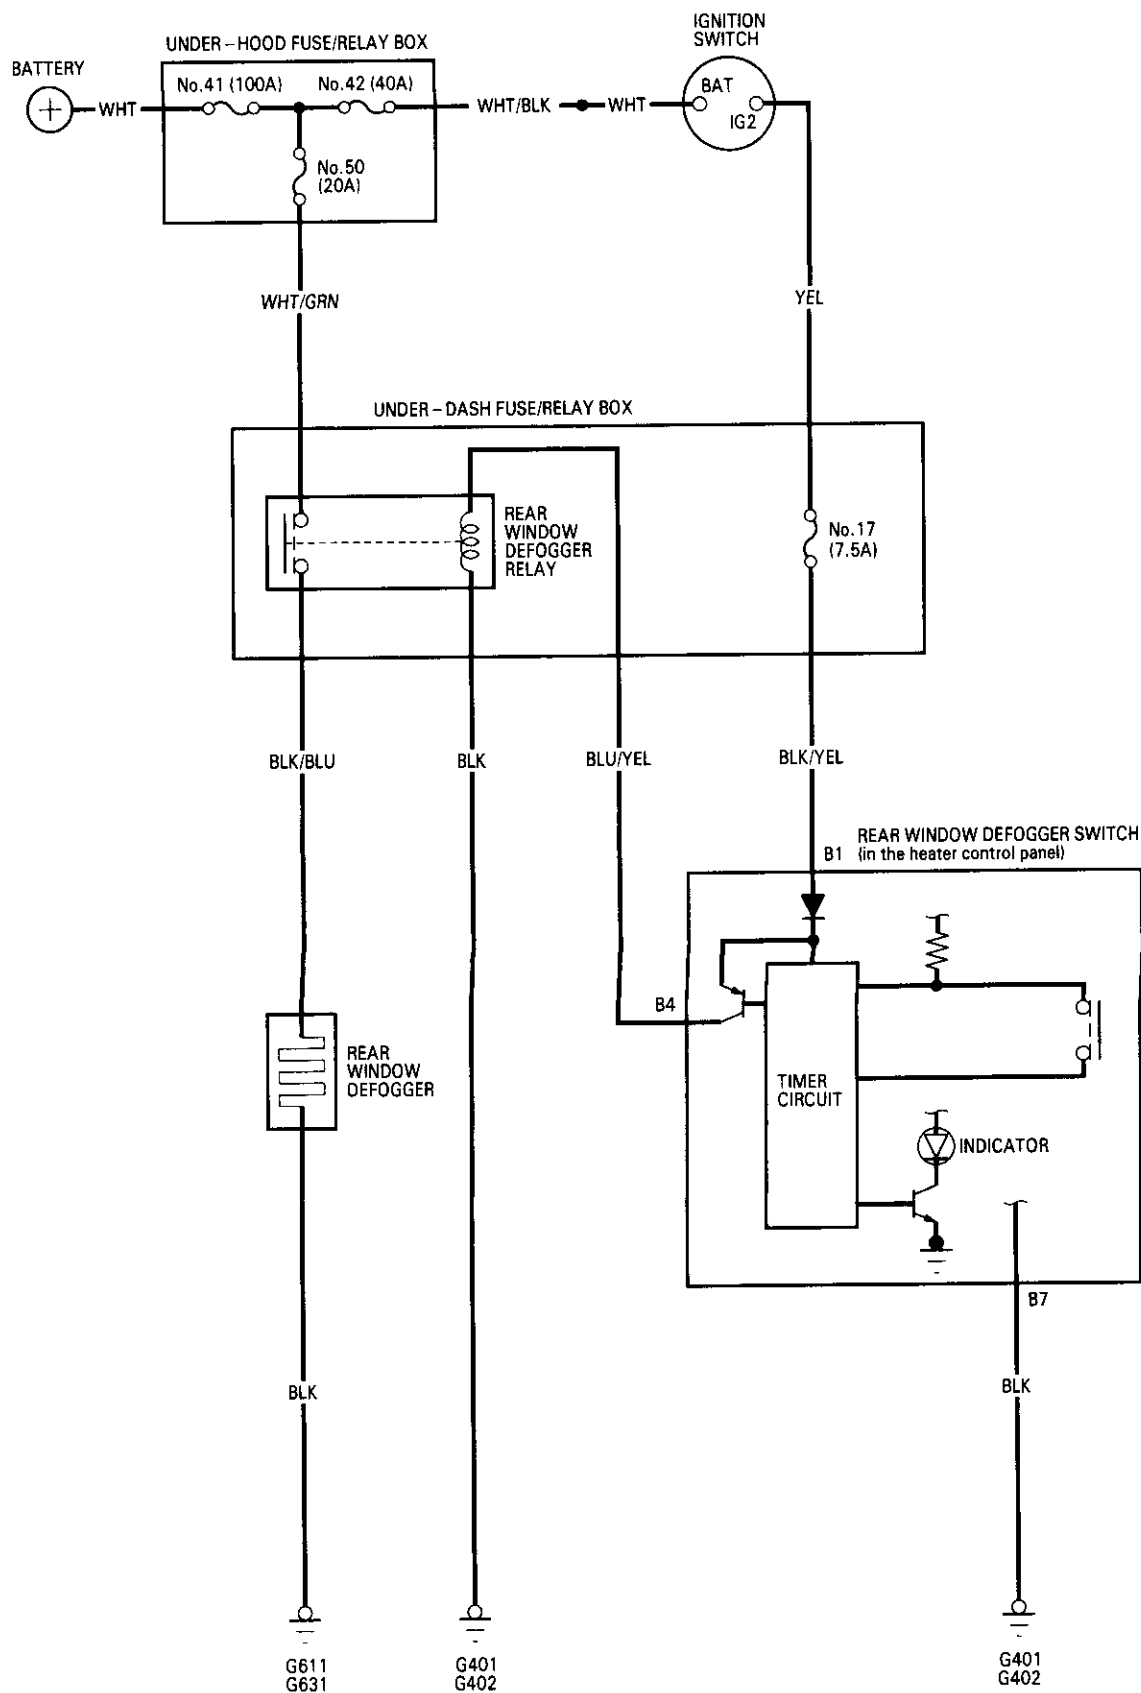 IGNITION
SWITCH
UNDER-HOOD FUSE/RELAY BOX
BATTERY
No.41 (100A)
No.42 (40A)
BAT
IG2
+
WHT
WHT/BLK
WHT
No.50
(20A)
WHT/GRN
YEL
UNDER-DASH FUSE/RELAY BOX
REAR
WINDOW
DEFOGGER
RELAY
No.17
(7.5A)
BLK/BLU
BLK
BLU/YEL
BLK/YEL
REAR WINDOW DEFOGGER SWITCH
(in the heater control panel)
B1
B4
REAR
WINDOW
DEFOGGER
TIMER
CIRCUIT
INDICATOR
B7
BLK
BLK
G611
G631
G401
G402
G401
G402